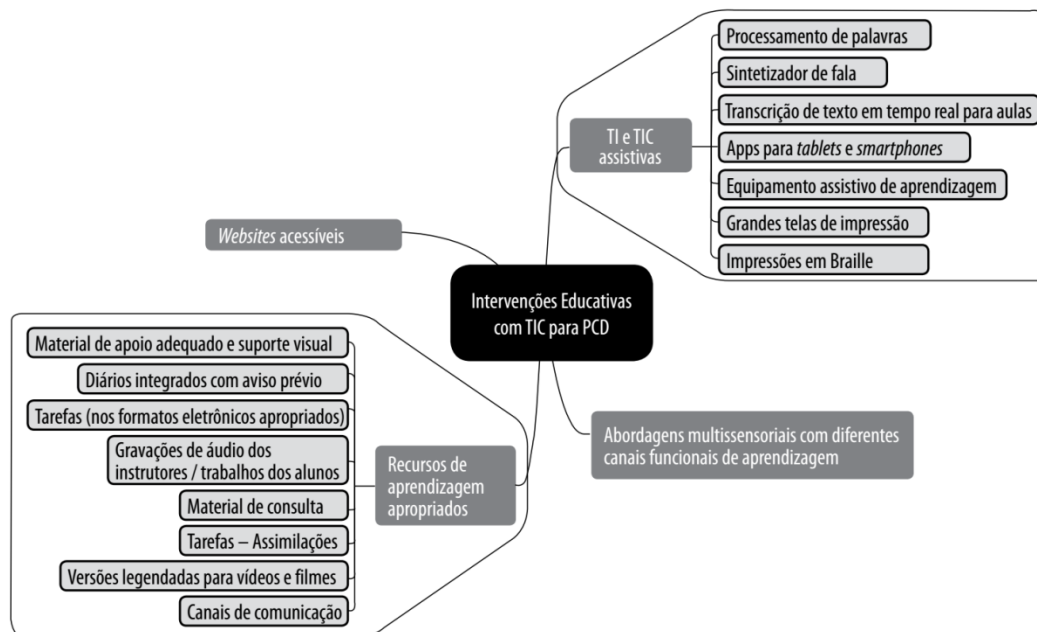 Processamento de palavras
Sintetizador de fala
Transcrição de texto em tempo real para aulas
TI e TIC
assistivas
Apps para tablets e smartphones
Equipamento assistivo de aprendizagem
Grandes telas de impressão
Impressões em Braille
Websites acessíveis
Intervenções Educativas
com TIC para PCD
Material de apoio adequado e suporte visual
Diários integrados com aviso prévio
Tarefas (nos formatos eletrônicos apropriados)
Gravações de áudio dos
instrutores / trabalhos dos alunos
Recursos de
aprendizagem
apropriados
Material de consulta
Tarefas – Assimilações
Versões legendadas para vídeos e filmes
Canais de comunicação
Abordagens multissensoriais com diferentes
canais funcionais de aprendizagem